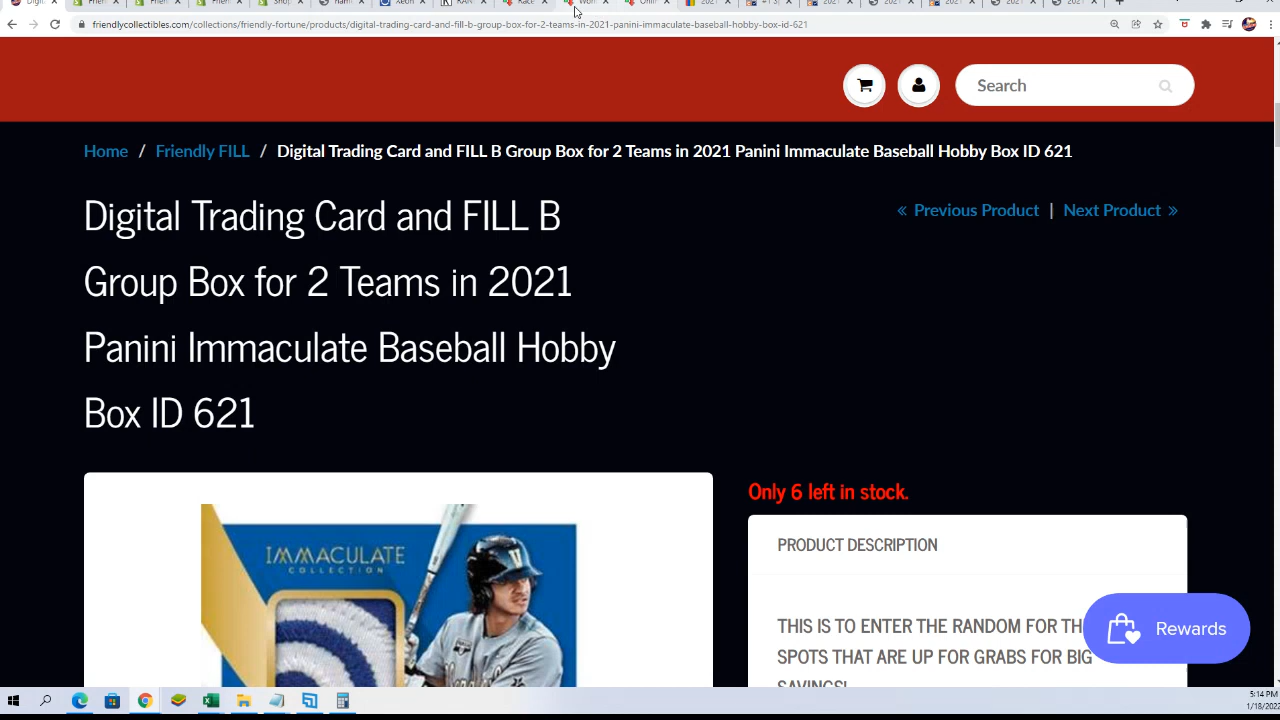 friendlycollectibles.com/collections/friendly-fortune/products/digital-trading-card-and-fill-b-group-box-for-2-teams-in-2021-panini-immaculate-baseball-hobby-box-id-621
Search
Home / Friendly FILL / Digital Trading Card and FILL B Group Box for 2 Teams in 2021 Panini Immaculate Baseball Hobby Box ID 621
Digital Trading Card and FILL B
Group Box for 2 Teams in 2021
Panini Immaculate Baseball Hobby
Box ID 621
« Previous Product | Next Product »
Only 6 left in stock.
PRODUCT DESCRIPTION
THIS IS TO ENTER THE RANDOM FOR
SPOTS THAT ARE UP FOR GRABS FOR BIG
SAVINGS!
Rewards
IMMACULATE
COLLECTION
5:14 PM
1/18/2022